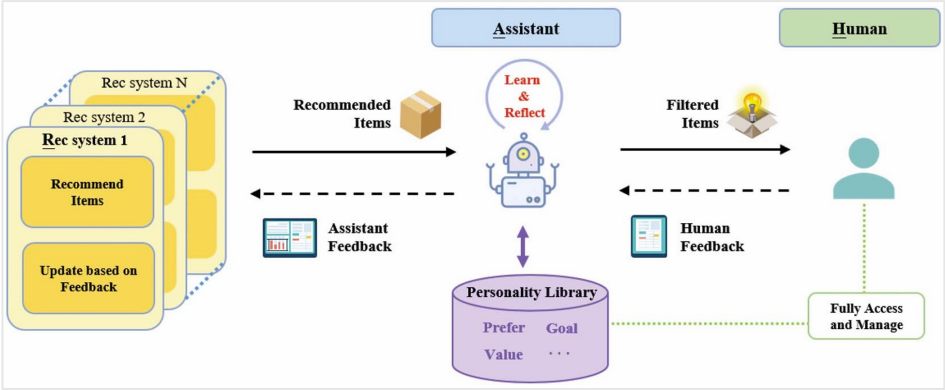 Assistant
Human
Rec system N
Rec system 2
Rec system 1
Recommend
Items
Update based on
Feedback
Recommended
Items
Learn
&
Reflect
Filtered
Items
Assistant
Feedback
Human
Feedback
Personality Library
Prefer Goal
Value ...
Fully Access
and Manage